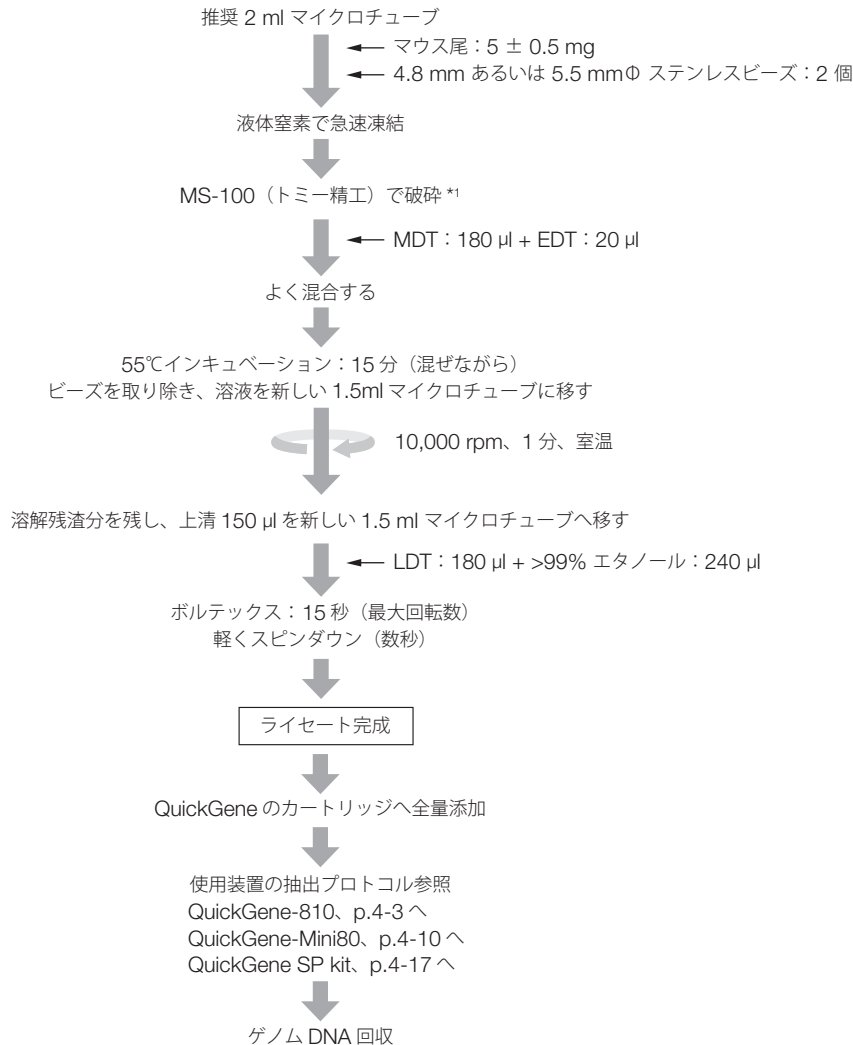 推奨 2 ml マイクロチューブ
マウス尾：5 ± 0.5 mg
4.8 mm あるいは 5.5 mmΦ ステンレスビーズ：2 個
液体窒素で急速凍結
MS-100（トミー精工）で破砕 *1
MDT：180 µl + EDT：20 µl
よく混合する
55℃インキュベーション：15 分（混ぜながら）
ビーズを取り除き、溶液を新しい 1.5ml マイクロチューブに移す
10,000 rpm、1 分、室温
溶解残渣分を残し、上清 150 µl を新しい 1.5 ml マイクロチューブへ移す
LDT：180 µl + >99% エタノール：240 µl
ボルテックス：15 秒（最大回転数）
軽くスピンダウン（数秒）
ライセート完成
QuickGene のカートリッジへ全量添加
使用装置の抽出プロトコル参照
QuickGene-810、p.4-3 へ
QuickGene-Mini80、p.4-10 へ
QuickGene SP kit、p.4-17 へ
ゲノム DNA 回収